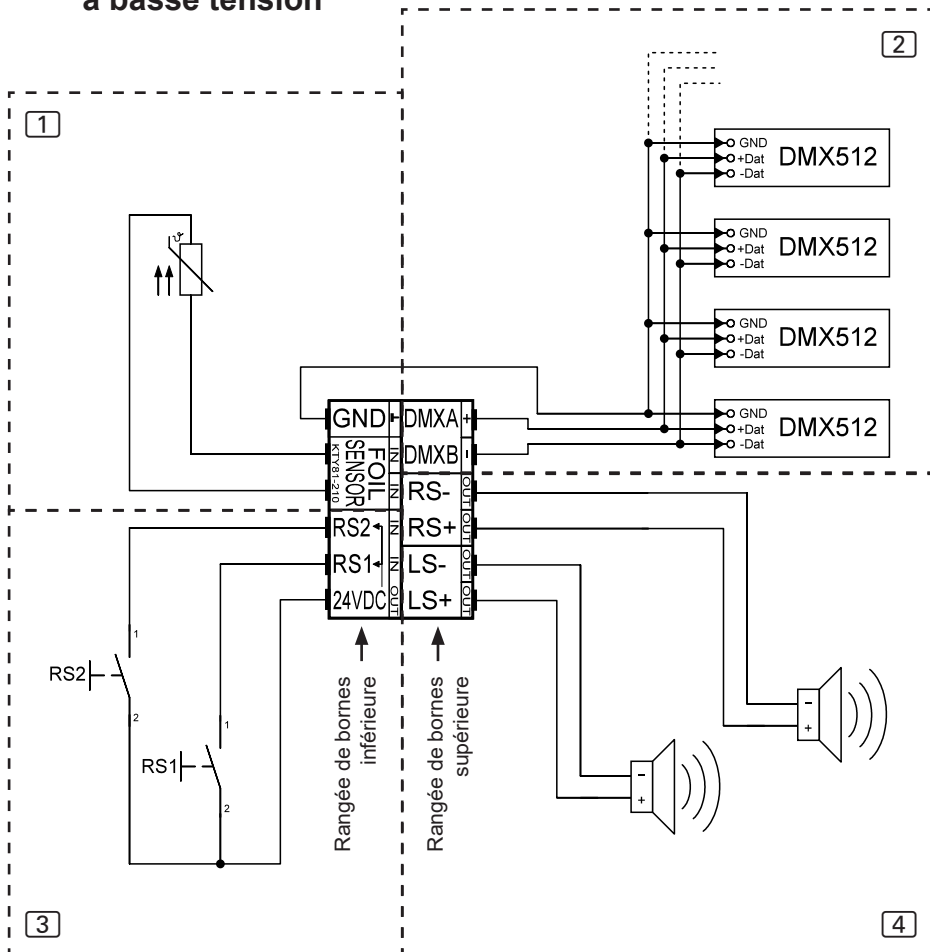 à basse tension
2
1
GND
+Dat
-Dat
DMX512
GND
+Dat
-Dat
DMX512
GND
+Dat
-Dat
DMX512
GND
+Dat
-Dat
DMX512
ϑ
GND - DMXA +
FOIL SENSOR KTY81-210 IN IN
DMXB -
RS- OUT
RS2 IN RS+ OUT
RS1 IN LS- OUT
24VDC OUT LS+ OUT
Rangée de bornes
inférieure
Rangée de bornes
supérieure
RS2
1
2
RS1
1
2
-
+
-
+
3
4